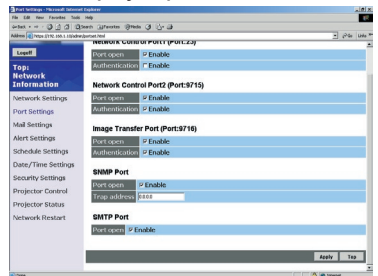 Port Settings - Microsoft Internet Explorer
File Edit View Favorites Tools Help
Back Search Favorites Media
Address Go Links
Logoff
Top:
Network
Information
Network Settings
Port Settings
Mail Settings
Alert Settings
Schedule Settings
Date/Time Settings
Security Settings
Projector Control
Projector Status
Network Restart
Network Control Port1 (Port:23)
Port open Enable
Authentication Enable
Network Control Port2 (Port:9715)
Port open Enable
Authentication Enable
Image Transfer Port (Port:9716)
Port open Enable
Authentication Enable
SNMP Port
Port open Enable
Trap address 0.0.0.0
SMTP Port
Port open Enable
Apply Top
Internet